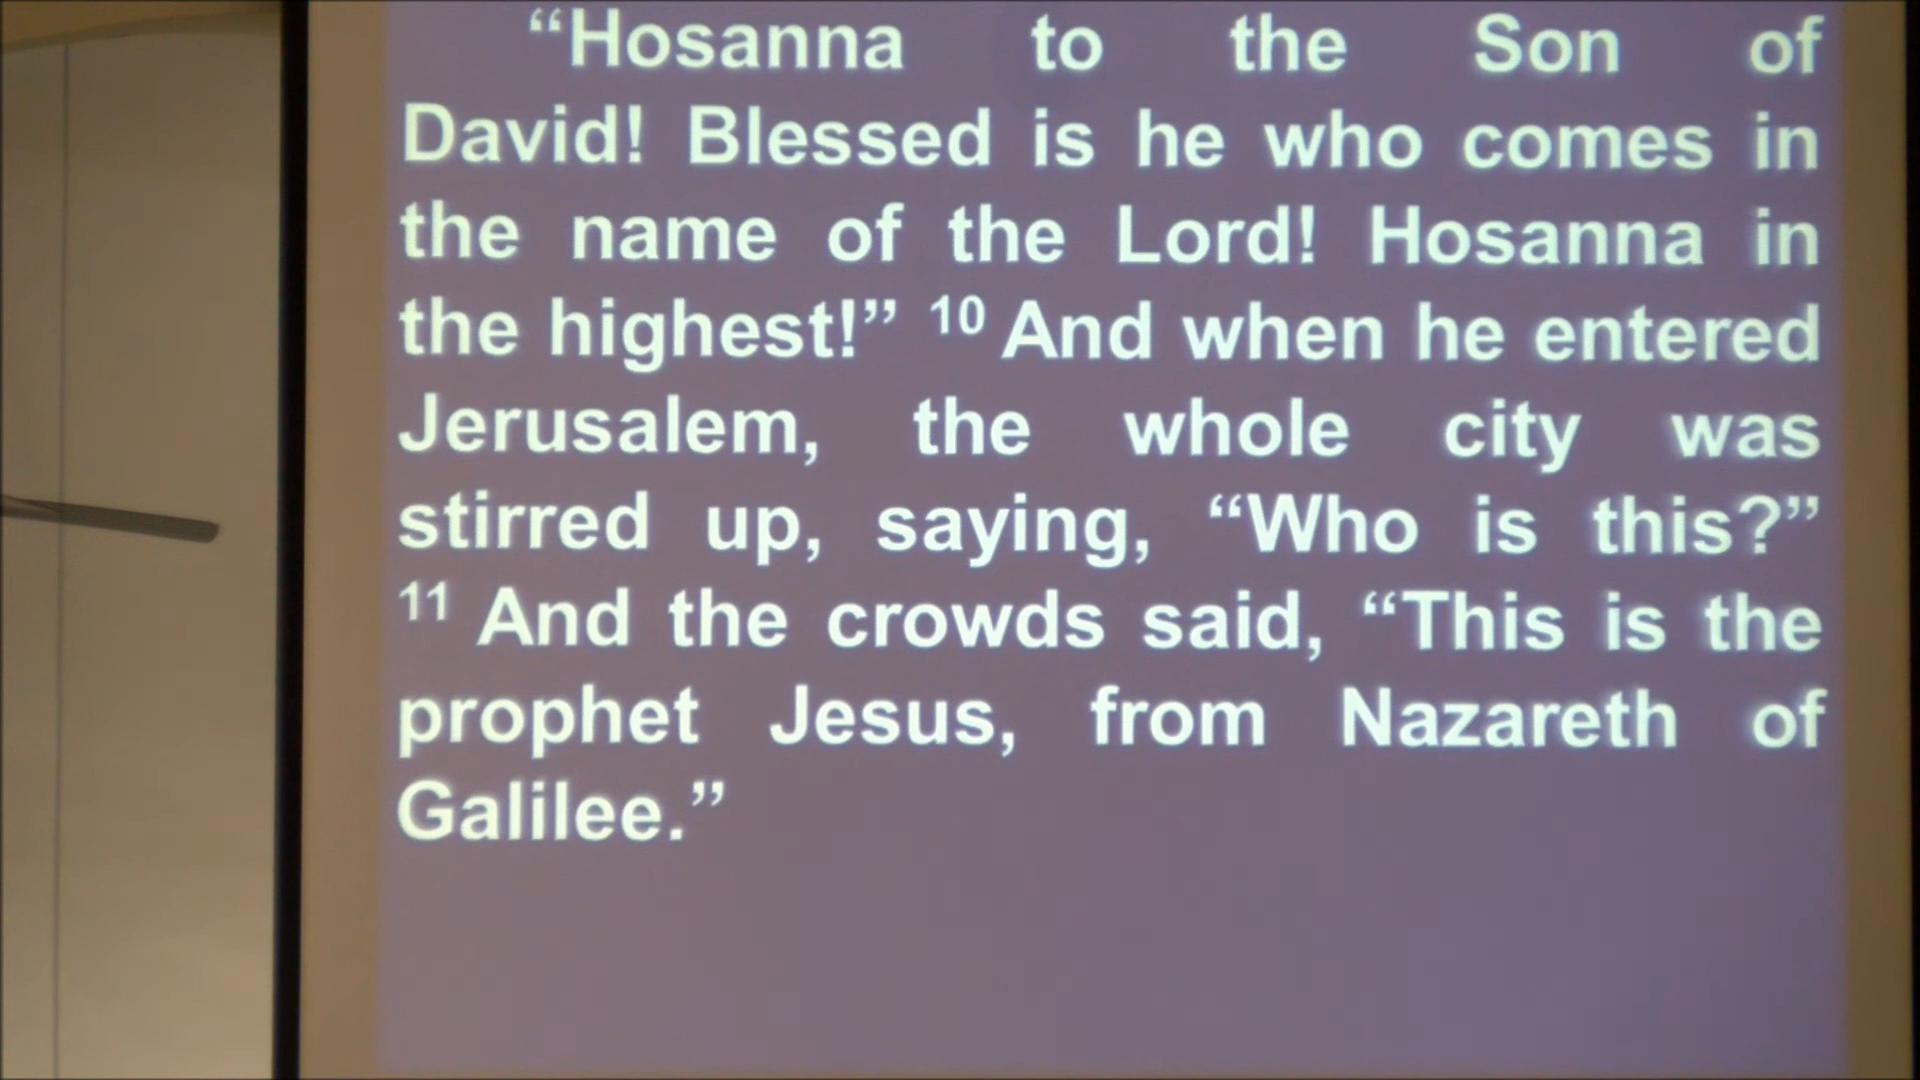 “Hosanna to the Son of
David! Blessed is he who comes in
the name of the Lord! Hosanna in
the highest!” 10 And when he entered
Jerusalem, the whole city was
stirred up, saying, “Who is this?”
11 And the crowds said, “This is the
prophet Jesus, from Nazareth of
Galilee.”